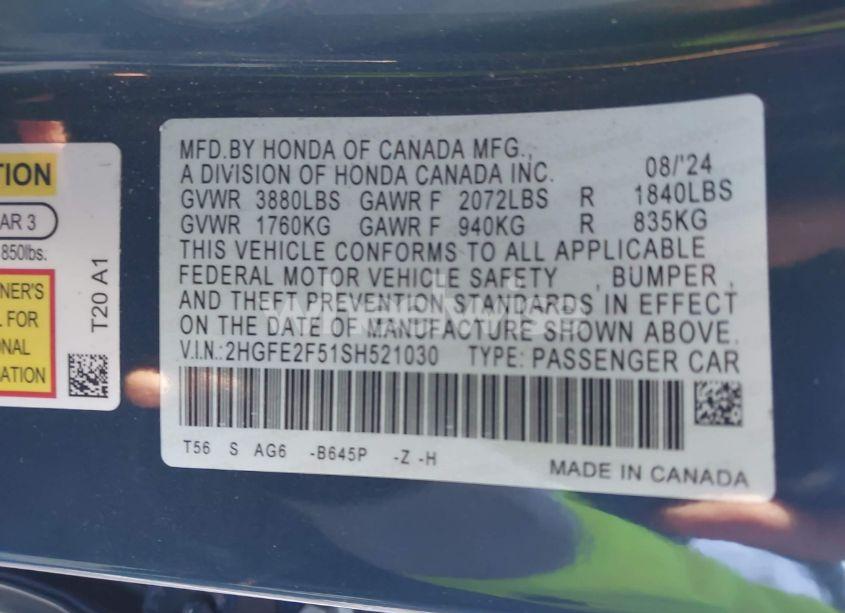 TION
AR 3
850lbs.
NER'S
L FOR
ONAL
ATION
T20 A1
MFD.BY HONDA OF CANADA MFG.,
A DIVISION OF HONDA CANADA INC. 08/'24
GVWR 3880LBS GAWR F 2072LBS R 1840LBS
GVWR 1760KG GAWR F 940KG R 835KG
THIS VEHICLE CONFORMS TO ALL APPLICABLE
FEDERAL MOTOR VEHICLE SAFETY , BUMPER ,
AND THEFT PREVENTION STANDARDS IN EFFECT
ON THE DATE OF MANUFACTURE SHOWN ABOVE.
V.I.N.:2HGFE2F51SH521030 TYPE: PASSENGER CAR
T56 S AG6 -B645P -Z -H
MADE IN CANADA